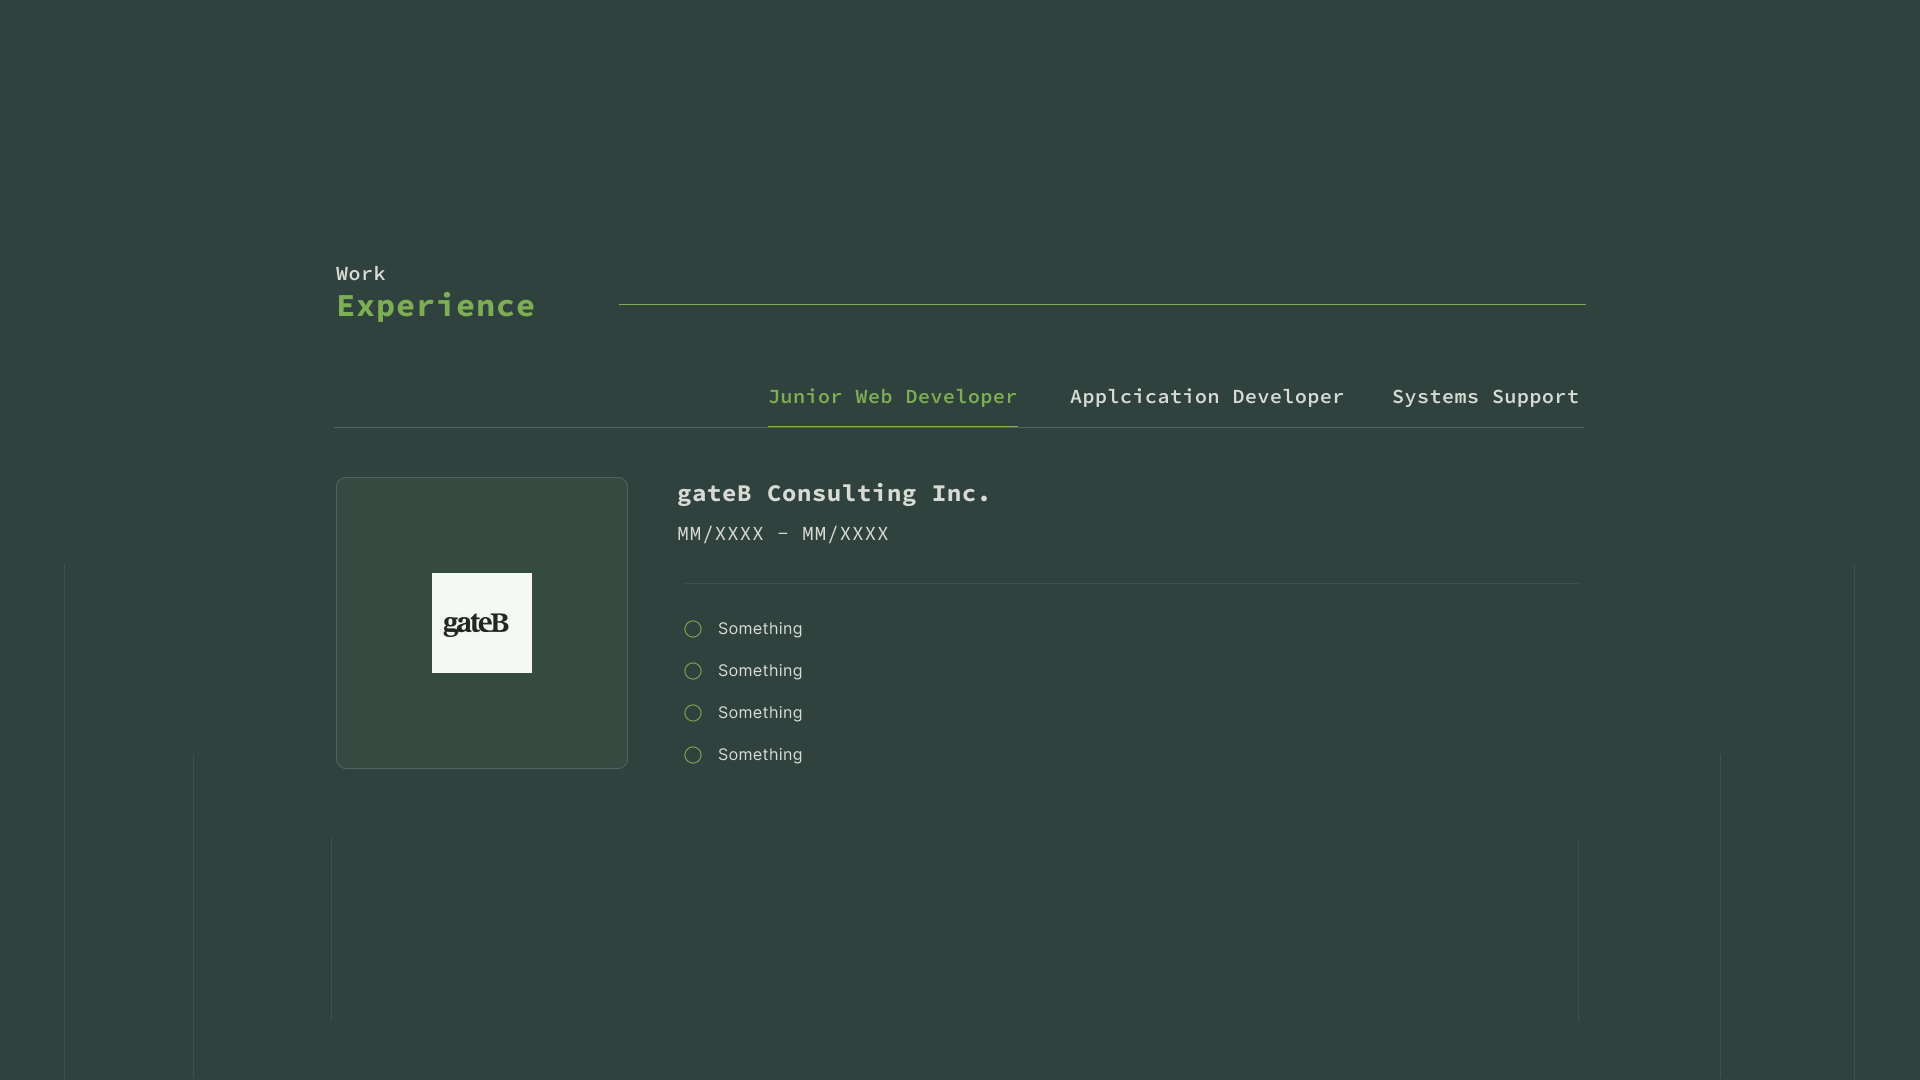 Work
Experience
Junior Web Developer Applcication Developer Systems Support
gateB Consulting Inc.
MM/XXXX – MM/XXXX
gateB
Something
Something
Something
Something